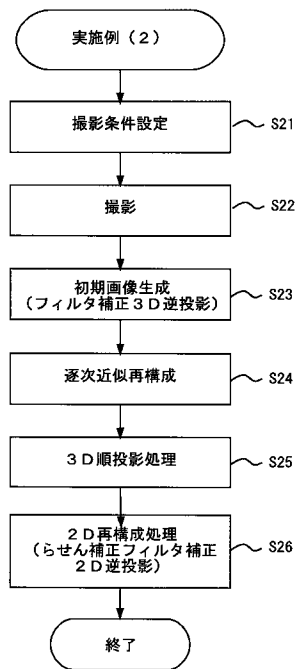 実施例(2)
撮影条件設定
S21
撮影
S22
初期画像生成
(フィルタ補正3D逆投影)
S23
逐次近似再構成
S24
3D順投影処理
S25
2D再構成処理
(らせん補正フィルタ補正
2D逆投影)
S26
終了